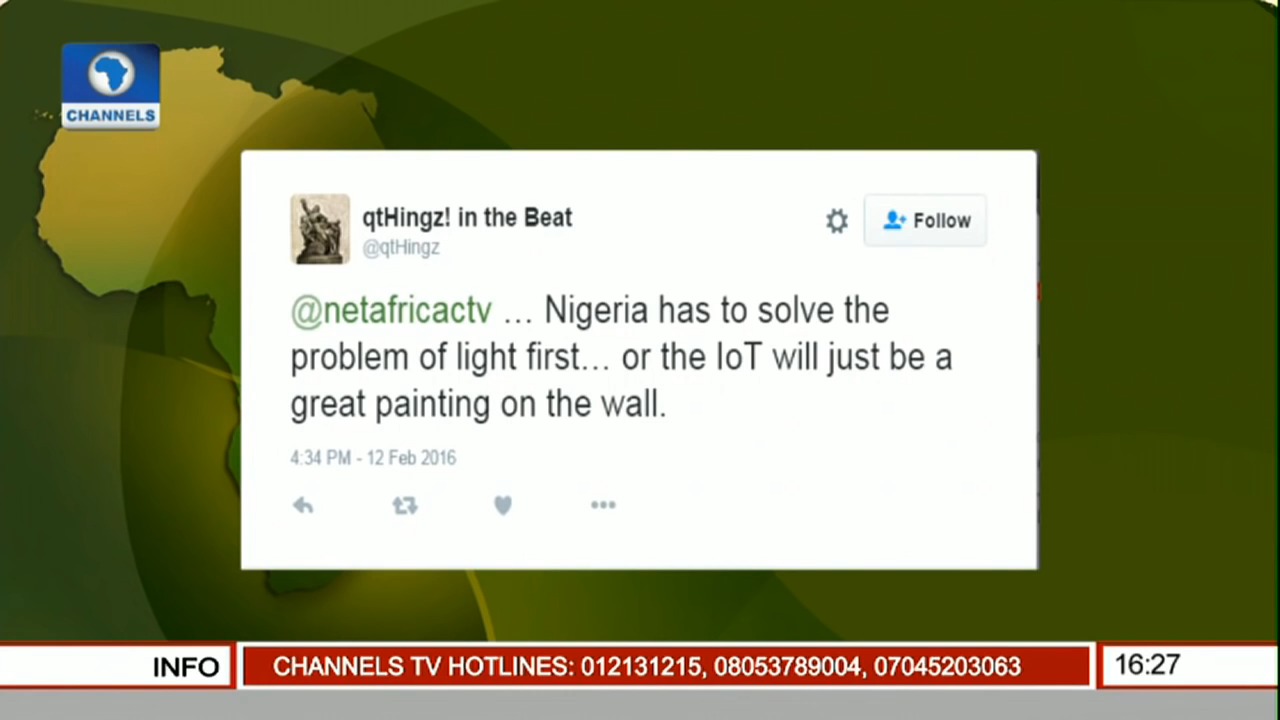 CHANNELS
qtHingz! in the Beat
@qtHingz
Follow
@netafricactv ... Nigeria has to solve the
problem of light first... or the IoT will just be a
great painting on the wall.
4:34 PM - 12 Feb 2016
INFO
CHANNELS TV HOTLINES: 012131215, 08053789004, 07045203063
16:27